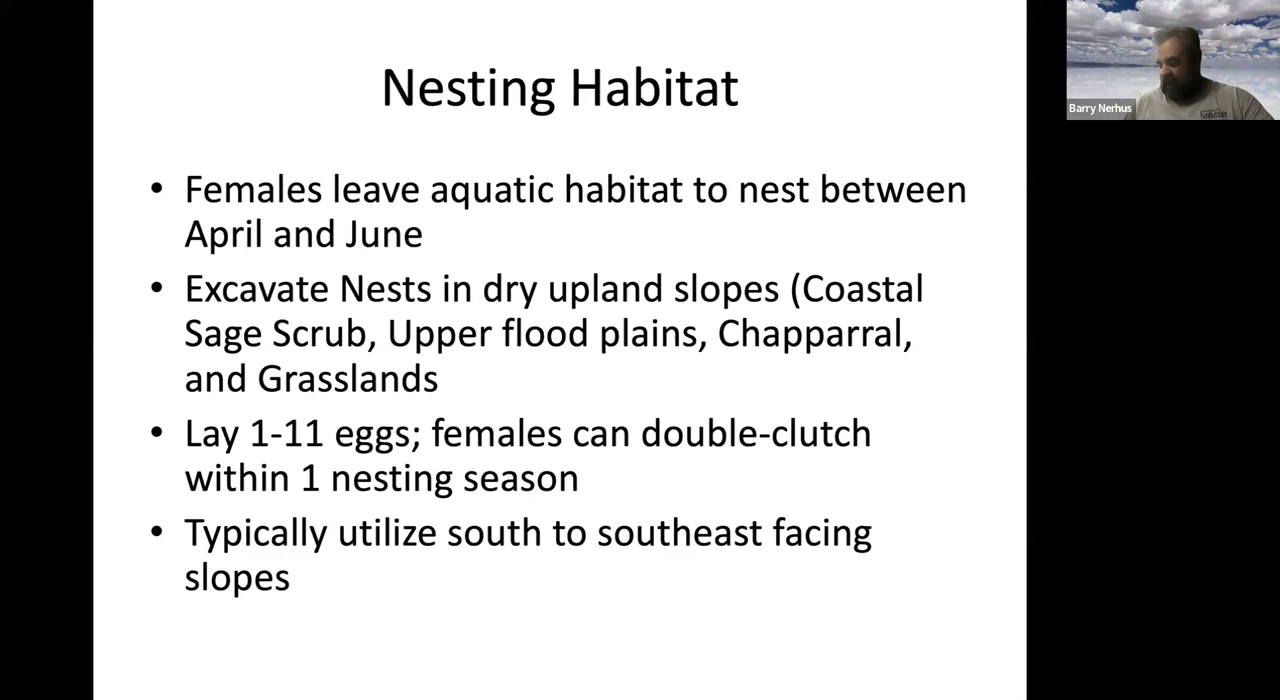 Nesting Habitat
• Females leave aquatic habitat to nest between
April and June
• Excavate Nests in dry upland slopes (Coastal
Sage Scrub, Upper flood plains, Chapparral,
and Grasslands
• Lay 1-11 eggs; females can double-clutch
within 1 nesting season
• Typically utilize south to southeast facing
slopes
Barry Nerhus